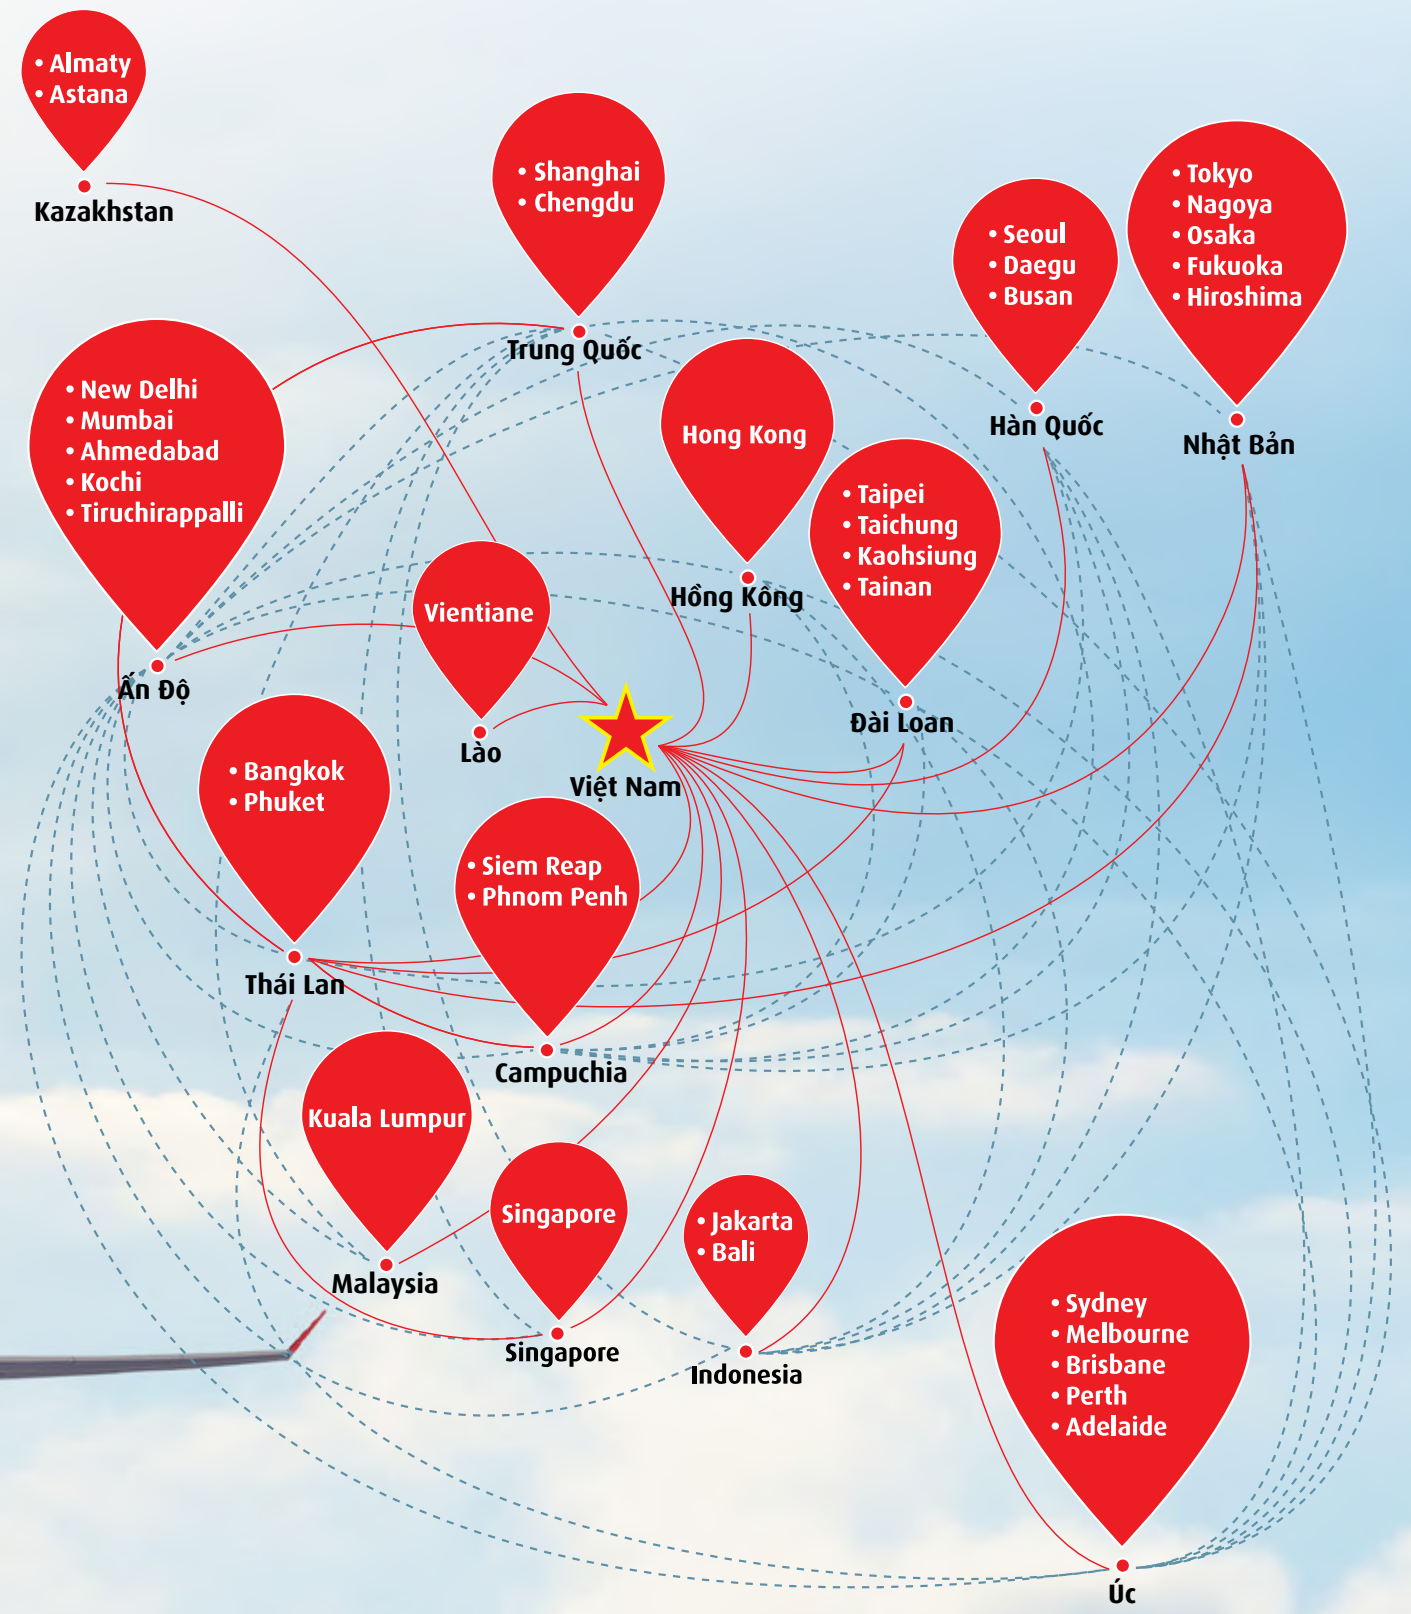 • Almaty
• Astana
Kazakhstan
• Shanghai
• Chengdu
Trung Quốc
• Seoul
• Daegu
• Busan
Hàn Quốc
• Tokyo
• Nagoya
• Osaka
• Fukuoka
• Hiroshima
Nhật Bản
• New Delhi
• Mumbai
• Ahmedabad
• Kochi
• Tiruchirappalli
Ấn Độ
Hong Kong
Hồng Kông
• Taipei
• Taichung
• Kaohsiung
• Tainan
Đài Loan
Vientiane
Lào
Việt Nam
• Bangkok
• Phuket
Thái Lan
• Siem Reap
• Phnom Penh
Campuchia
Kuala Lumpur
Malaysia
Singapore
Singapore
• Jakarta
• Bali
Indonesia
• Sydney
• Melbourne
• Brisbane
• Perth
• Adelaide
Úc